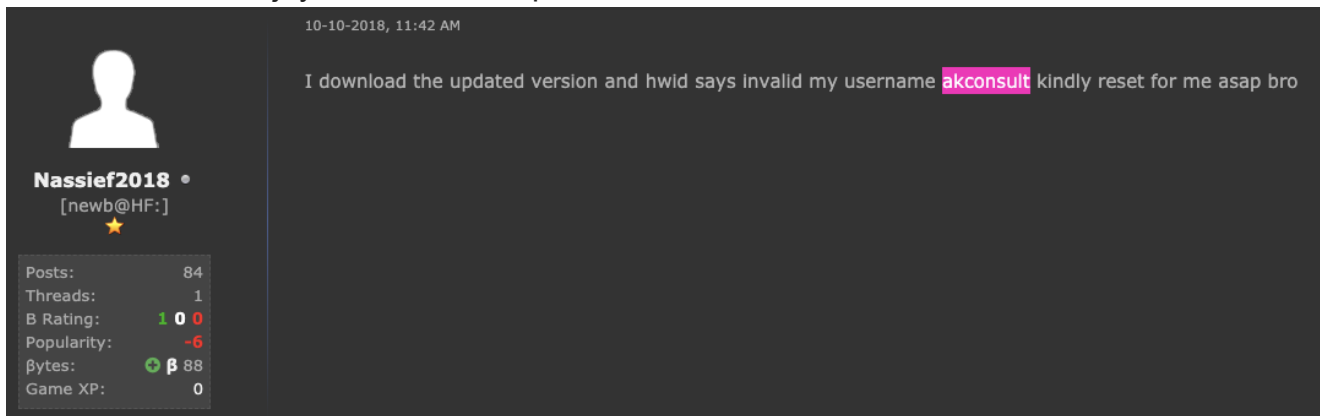 10-10-2018, 11:42 AM
I download the updated version and hwid says invalid my username akconsult kindly reset for me asap bro
Nassief2018
[newb@HF:]
Posts: 84
Threads: 1
B Rating: 1 0 0
Popularity: -6
βytes: β 88
Game XP: 0